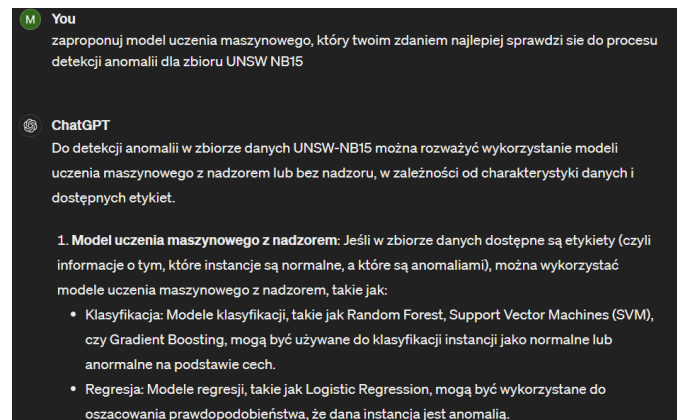 M You
zaproponuj model uczenia maszynowego, który twoim zdaniem najlepiej sprawdzi sie do procesu
detekcji anomalii dla zbioru UNSW NB15
ChatGPT
Do detekcji anomalii w zbiorze danych UNSW-NB15 można rozważyć wykorzystanie modeli
uczenia maszynowego z nadzorem lub bez nadzoru, w zależności od charakterystyki danych i
dostępnych etykiet.
1. Model uczenia maszynowego z nadzorem: Jeśli w zbiorze danych dostępne są etykiety (czyli
informacje o tym, które instancje są normalne, a które są anomaliami), można wykorzystać
modele uczenia maszynowego z nadzorem, takie jak:
• Klasyfikacja: Modele klasyfikacji, takie jak Random Forest, Support Vector Machines (SVM),
czy Gradient Boosting, mogą być używane do klasyfikacji instancji jako normalne lub
anormalne na podstawie cech.
• Regresja: Modele regresji, takie jak Logistic Regression, mogą być wykorzystane do
oszacowania prawdopodobieństwa, że dana instancja jest anomalią.